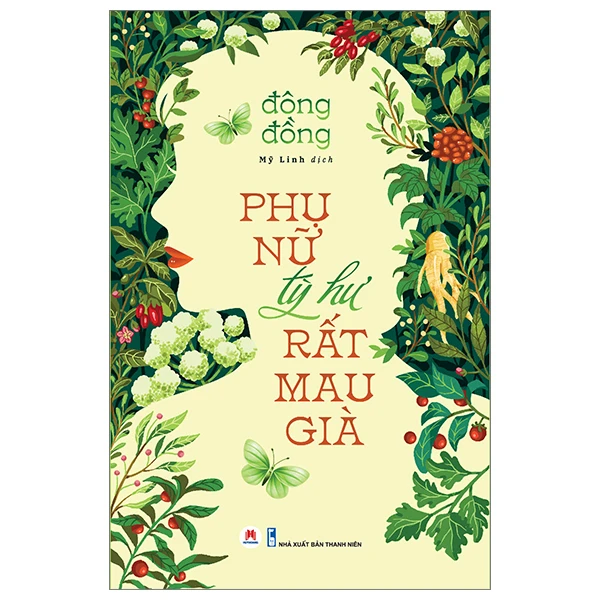 đông
đồng
Mỹ Linh dịch
PHỤ
NỮ
tỳ hư
RẤT
MAU
GIÀ
NHÀ XUẤT BẢN THANH NIÊN